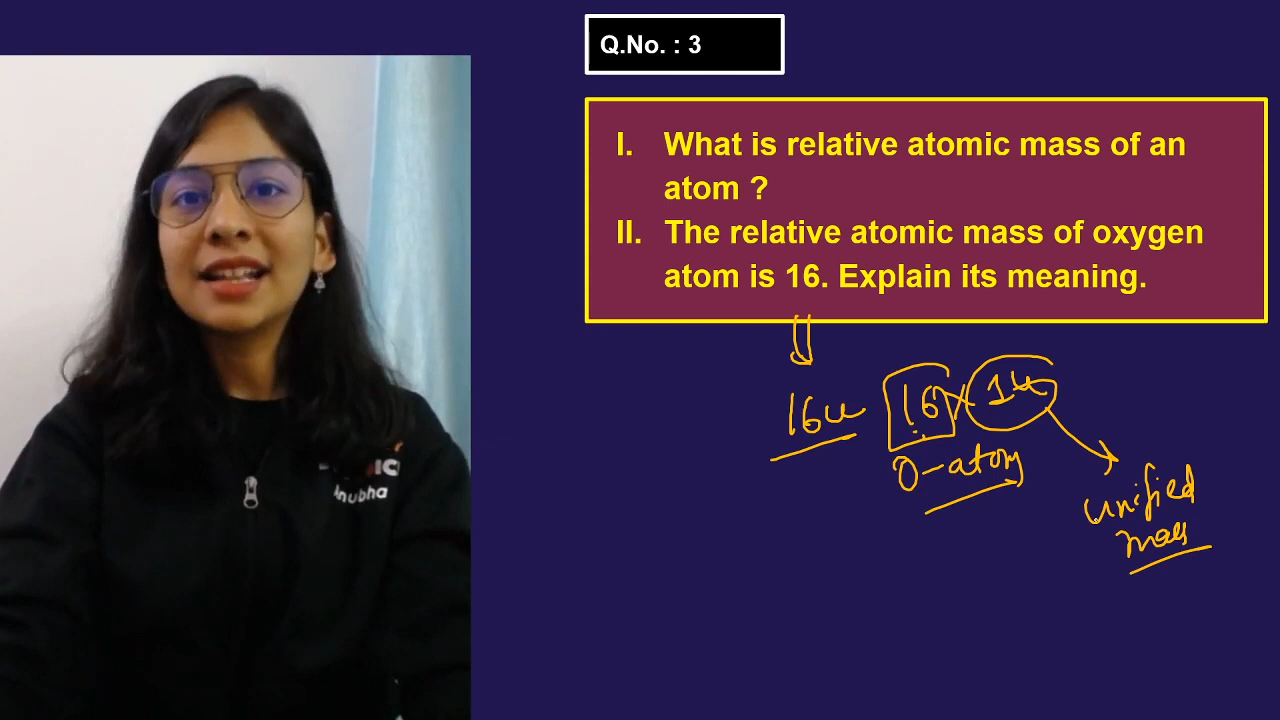 Q.No. : 3
I. What is relative atomic mass of an
atom ?
II. The relative atomic mass of oxygen
atom is 16. Explain its meaning.
16u 16 x 1u
O-atom
unified
mass
Anubha